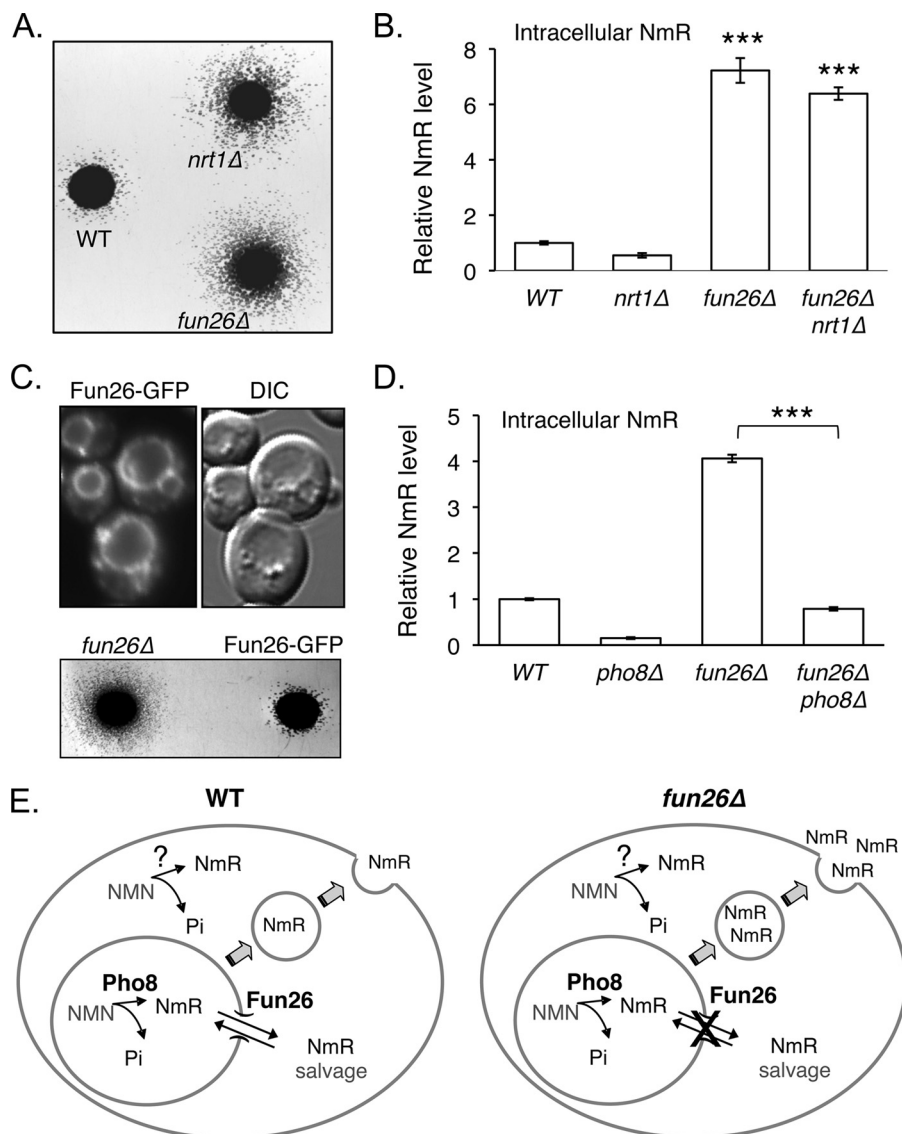 A.
nrt1Δ
WT
fun26Δ
B.
Intracellular NmR
Relative NmR level
10
8
6
4
2
0
***
***
WT
nrt1Δ
fun26Δ
fun26Δ
nrt1Δ
C.
Fun26-GFP
DIC
fun26Δ
Fun26-GFP
D.
Intracellular NmR
Relative NmR level
5
4
3
2
1
0
***
WT
pho8Δ
fun26Δ
fun26Δ
pho8Δ
E.
WT
?
NMN
NmR
Pi
NmR
NmR
Pho8
NMN
NmR
Pi
Fun26
NmR
salvage
fun26Δ
?
NMN
NmR
Pi
NmR
NmR
NmR
NmR
NmR
Pho8
NMN
NmR
Pi
Fun26
X
NmR
salvage